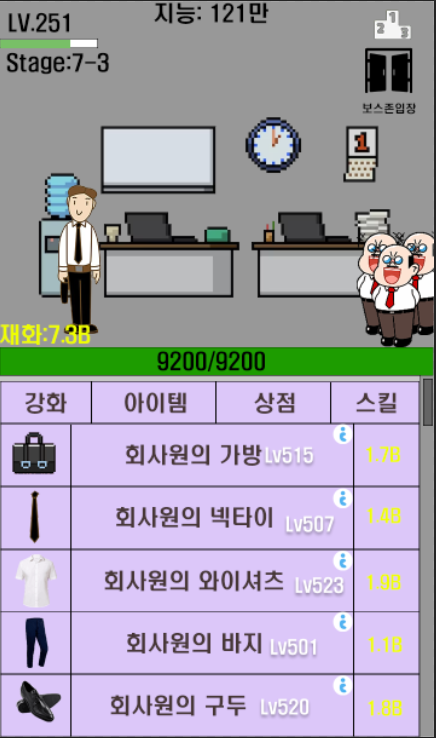 LV.251
지능: 121만
1
2
3
Stage:7-3
보스존입장
1
재화:7.3B
9200/9200
강화
아이템
상점
스킬
회사원의 가방 Lv515
1.7B
회사원의 넥타이 Lv507
1.4B
회사원의 와이셔츠 Lv523
1.9B
회사원의 바지 Lv501
1.1B
회사원의 구두 Lv520
1.8B